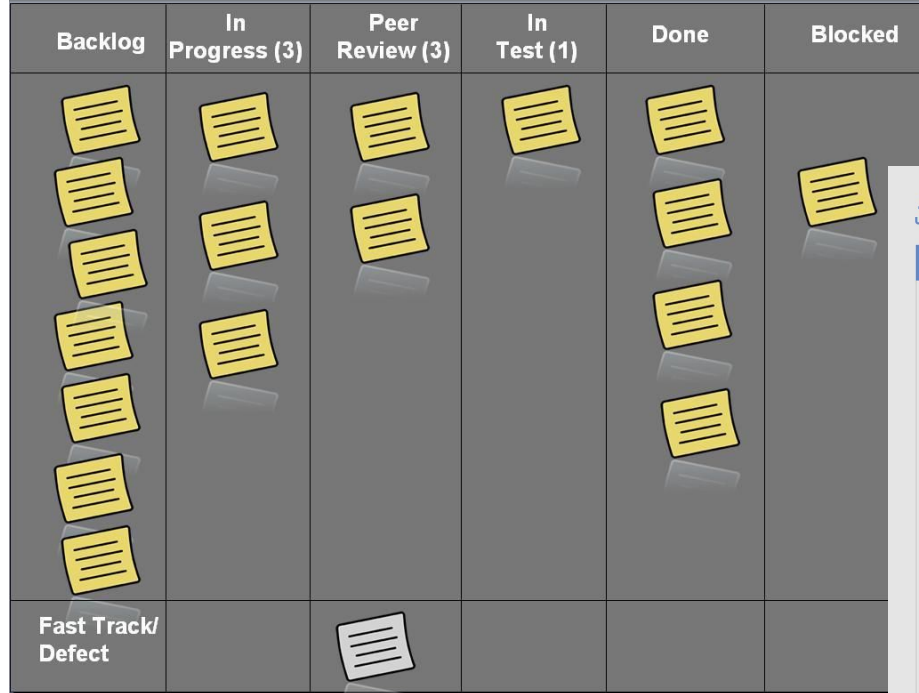 Backlog
In
Progress (3)
Peer
Review (3)
In
Test (1)
Done
Blocked
Fast Track/
Defect